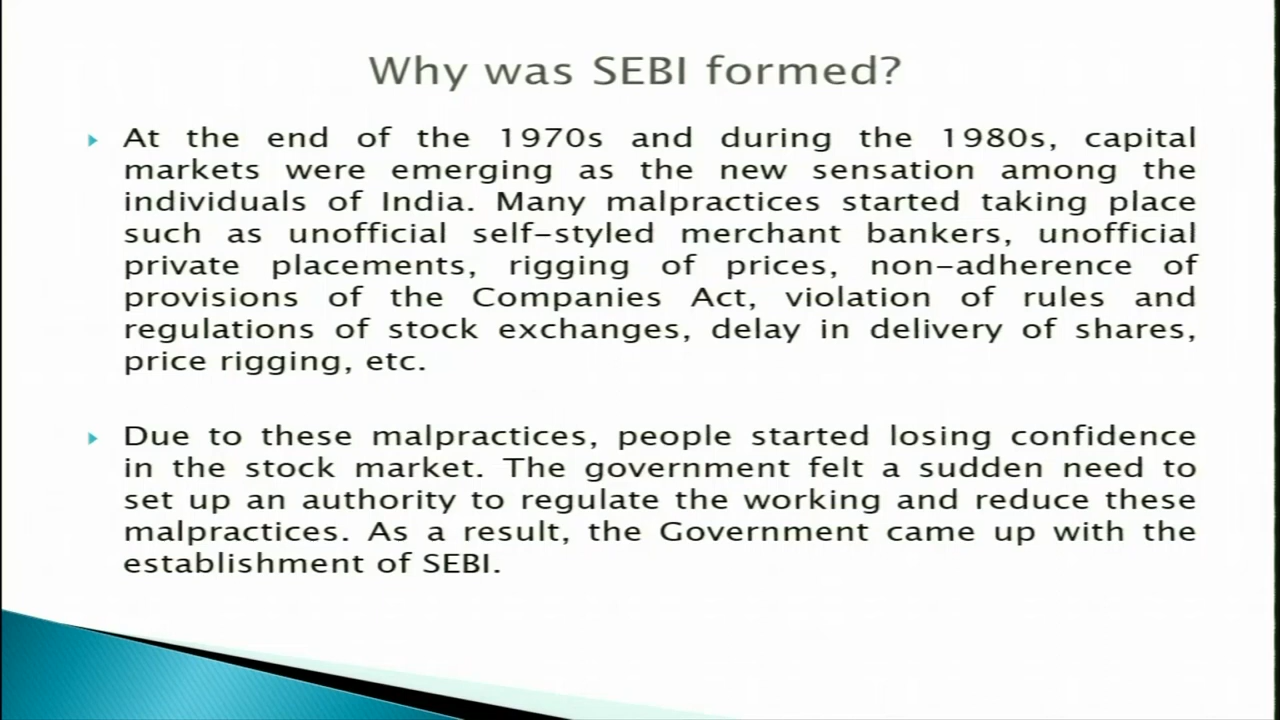 Why was SEBI formed?
At the end of the 1970s and during the 1980s, capital
markets were emerging as the new sensation among the
individuals of India. Many malpractices started taking place
such as unofficial self-styled merchant bankers, unofficial
private placements, rigging of prices, non-adherence of
provisions of the Companies Act, violation of rules and
regulations of stock exchanges, delay in delivery of shares,
price rigging, etc.
Due to these malpractices, people started losing confidence
in the stock market. The government felt a sudden need to
set up an authority to regulate the working and reduce these
malpractices. As a result, the Government came up with the
establishment of SEBI.